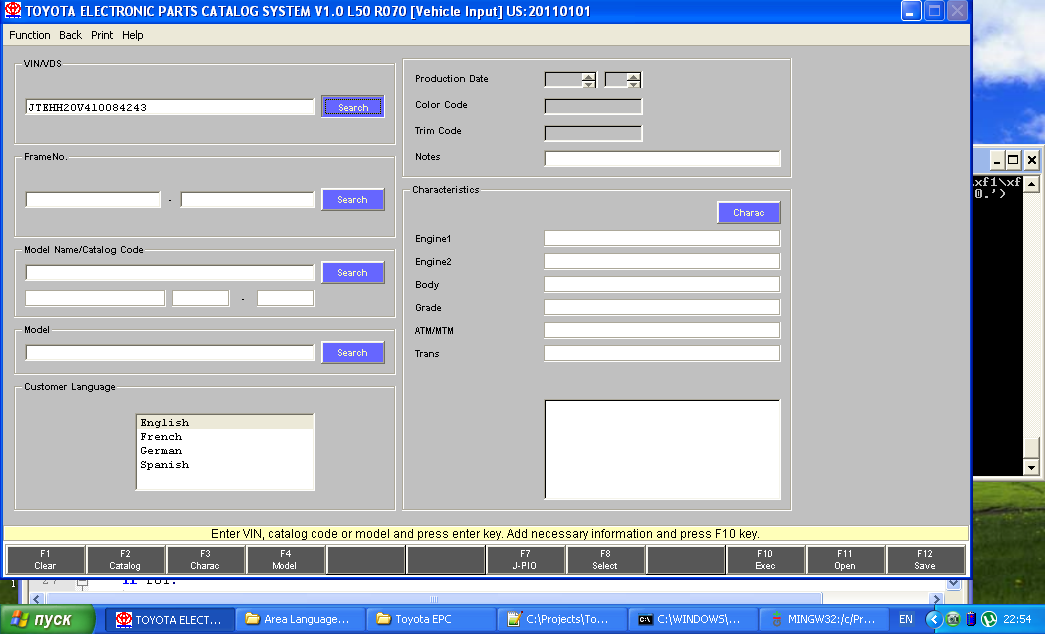 TOYOTA ELECTRONIC PARTS CATALOG SYSTEM V1.0 L50 R070 [Vehicle Input] US:20110101
Function Back Print Help
VIN/VDS
JTEHH20V410084243 Search
FrameNo.
- Search
Model Name/Catalog Code
Search
-
Model
Search
Customer Language
English
French
German
Spanish
Production Date
Color Code
Trim Code
Notes
Characteristics
Charac
Engine1
Engine2
Body
Grade
ATM/MTM
Trans
xf1\xf
0.')
Enter VIN, catalog code or model and press enter key. Add necessary information and press F10 key.
F1 F2 F3 F4 F7 F8 F10 F11 F12
Clear Catalog Charac Model J-PIO Select Exec Open Save
пуск TOYOTA ELECT... Area Language... Toyota EPC C:\Projects\To... C:\WINDOWS\... MINGW32:/c/Pr... EN 22:54